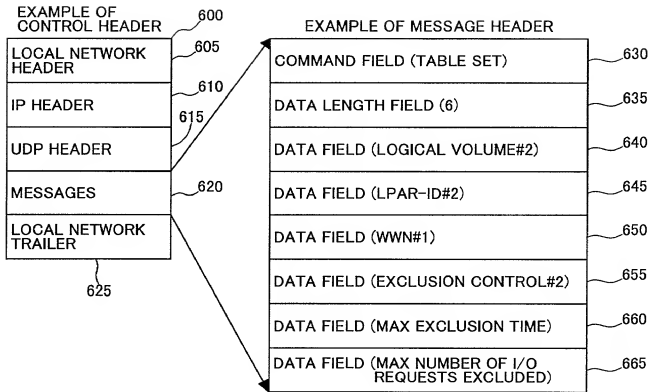 EXAMPLE OF
CONTROL HEADER
600
LOCAL NETWORK
HEADER
605
IP HEADER
610
UDP HEADER
615
MESSAGES
620
LOCAL NETWORK
TRAILER
625
EXAMPLE OF MESSAGE HEADER
COMMAND FIELD (TABLE SET)
630
DATA LENGTH FIELD (6)
635
DATA FIELD (LOGICAL VOLUME#2)
640
DATA FIELD (LPAR-ID#2)
645
DATA FIELD (WWN#1)
650
DATA FIELD (EXCLUSION CONTROL#2)
655
DATA FIELD (MAX EXCLUSION TIME)
660
DATA FIELD (MAX NUMBER OF I/O
REQUESTS EXCLUDED)
665